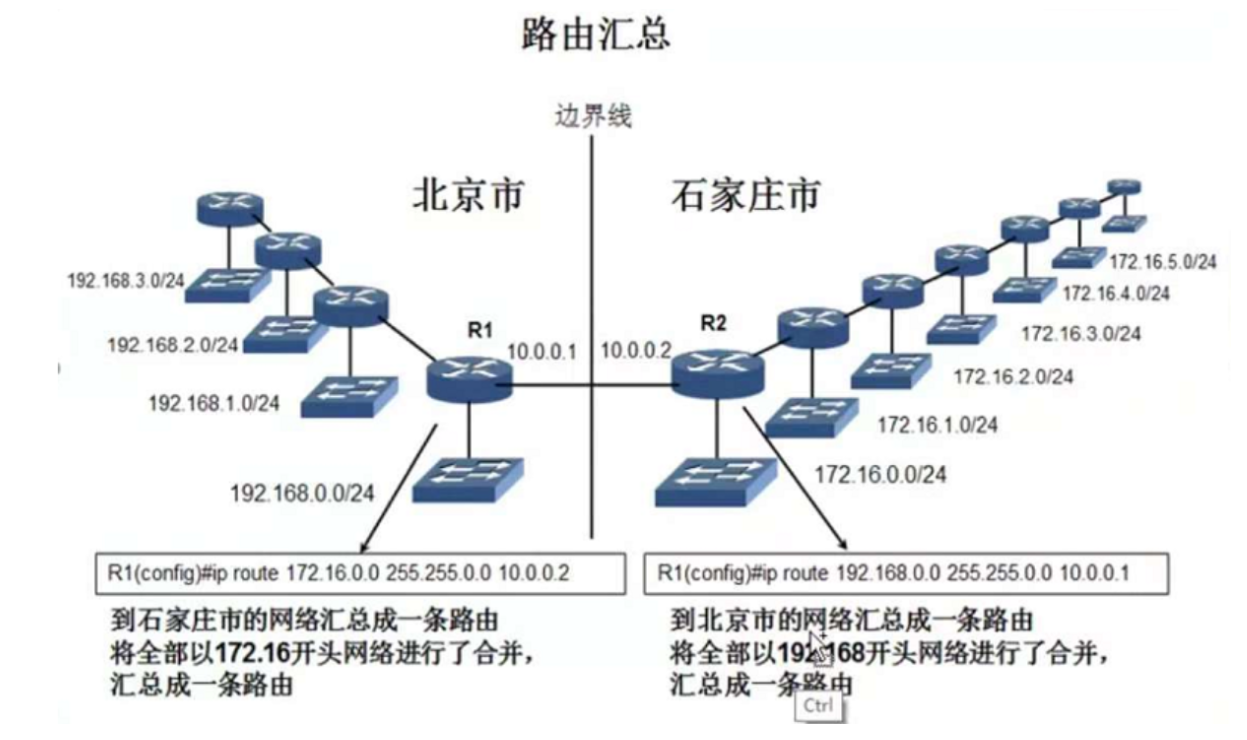 路由汇总
边界线
北京市
石家庄市
192.168.3.0/24
192.168.2.0/24
192.168.1.0/24
192.168.0.0/24
R1
10.0.0.1
10.0.0.2
R2
172.16.5.0/24
172.16.4.0/24
172.16.3.0/24
172.16.2.0/24
172.16.1.0/24
172.16.0.0/24
R1(config)#ip route 172.16.0.0 255.255.0.0 10.0.0.2
到石家庄市的网络汇总成一条路由
将全部以172.16开头网络进行了合并，
汇总成一条路由
R1(config)#ip route 192.168.0.0 255.255.0.0 10.0.0.1
到北京市的网络汇总成一条路由
将全部以192.168开头网络进行了合并，
汇总成一条路由
Ctrl